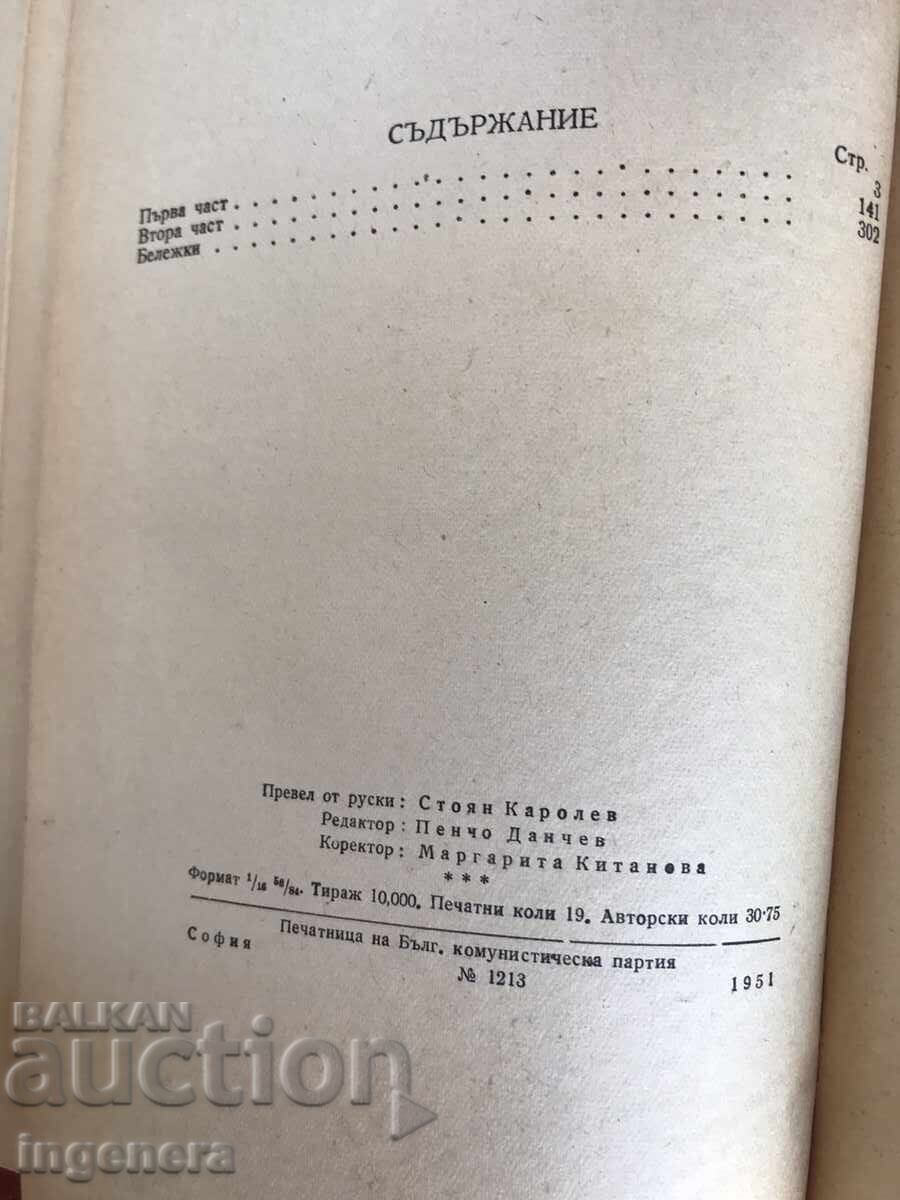 СЪДЪРЖАНИЕ
Стр.
Първа част . . . . . . . . . . . . . . . . . . . . . . 3
Втора част . . . . . . . . . . . . . . . . . . . . . . 141
Бележки . . . . . . . . . . . . . . . . . . . . . . . 302
Превел от руски: Стоян Каролев
Редактор: Пенчо Данчев
Коректор: Маргарита Китанова
* * *
Формат 1/16 58/84. Тираж 10,000. Печатни коли 19. Авторски коли 30·75
Печатница на Бълг. комунистическа партия
София № 1213 1951
BALKAN
auction
ingenera